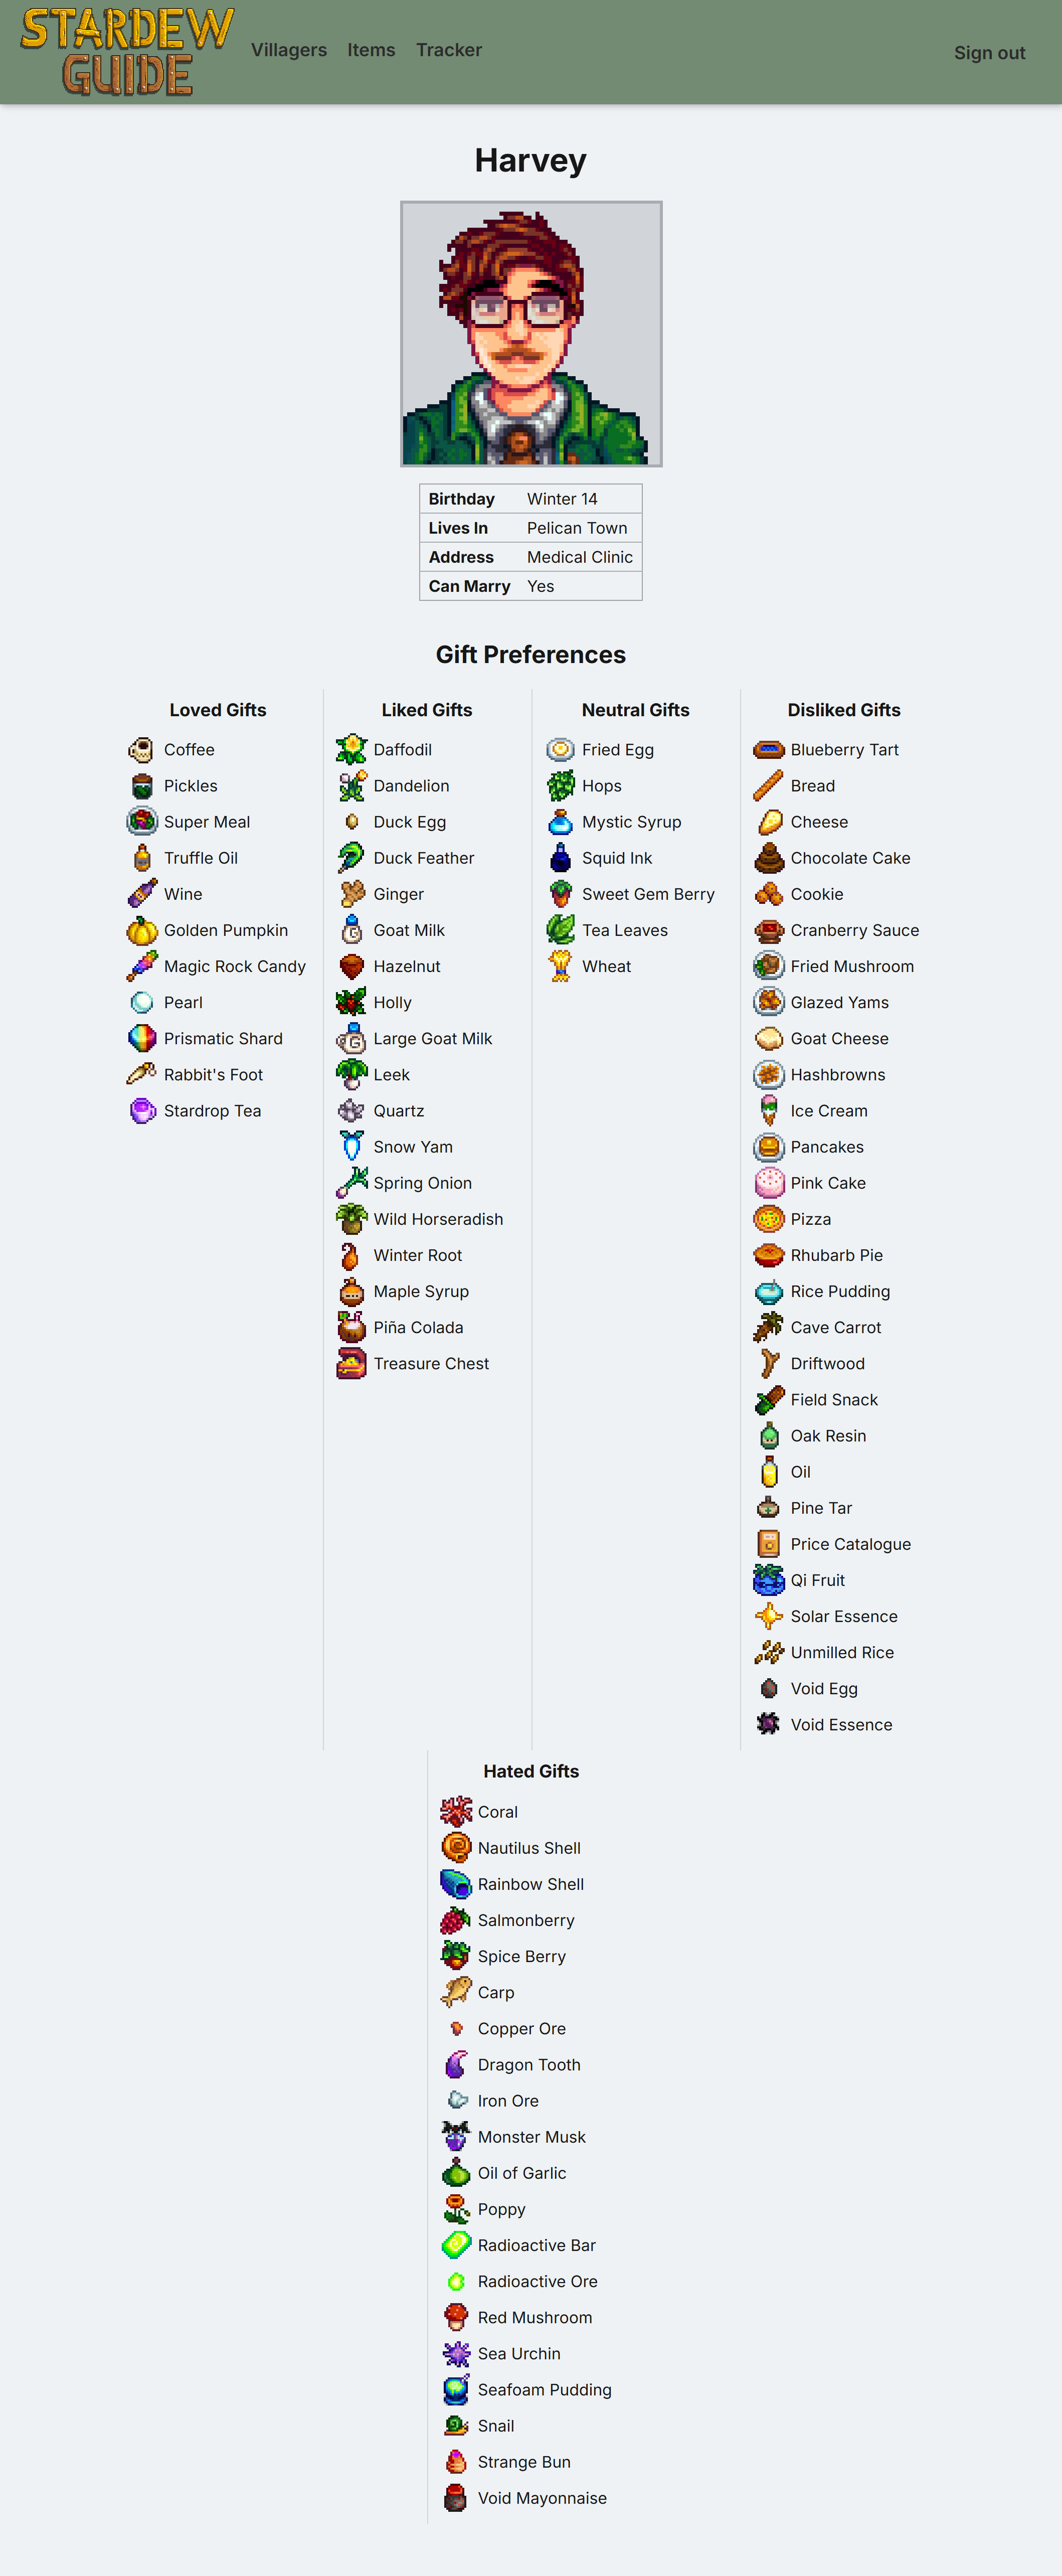 STARDEW
GUIDE
Villagers
Items
Tracker
Sign out
Harvey
Birthday Winter 14
Lives In Pelican Town
Address Medical Clinic
Can Marry Yes
Gift Preferences
Loved Gifts
Coffee
Pickles
Super Meal
Truffle Oil
Wine
Golden Pumpkin
Magic Rock Candy
Pearl
Prismatic Shard
Rabbit's Foot
Stardrop Tea
Liked Gifts
Daffodil
Dandelion
Duck Egg
Duck Feather
Ginger
Goat Milk
Hazelnut
Holly
Large Goat Milk
Leek
Quartz
Snow Yam
Spring Onion
Wild Horseradish
Winter Root
Maple Syrup
Piña Colada
Treasure Chest
Neutral Gifts
Fried Egg
Hops
Mystic Syrup
Squid Ink
Sweet Gem Berry
Tea Leaves
Wheat
Disliked Gifts
Blueberry Tart
Bread
Cheese
Chocolate Cake
Cookie
Cranberry Sauce
Fried Mushroom
Glazed Yams
Goat Cheese
Hashbrowns
Ice Cream
Pancakes
Pink Cake
Pizza
Rhubarb Pie
Rice Pudding
Cave Carrot
Driftwood
Field Snack
Oak Resin
Oil
Pine Tar
Price Catalogue
Qi Fruit
Solar Essence
Unmilled Rice
Void Egg
Void Essence
Hated Gifts
Coral
Nautilus Shell
Rainbow Shell
Salmonberry
Spice Berry
Carp
Copper Ore
Dragon Tooth
Iron Ore
Monster Musk
Oil of Garlic
Poppy
Radioactive Bar
Radioactive Ore
Red Mushroom
Sea Urchin
Seafoam Pudding
Snail
Strange Bun
Void Mayonnaise